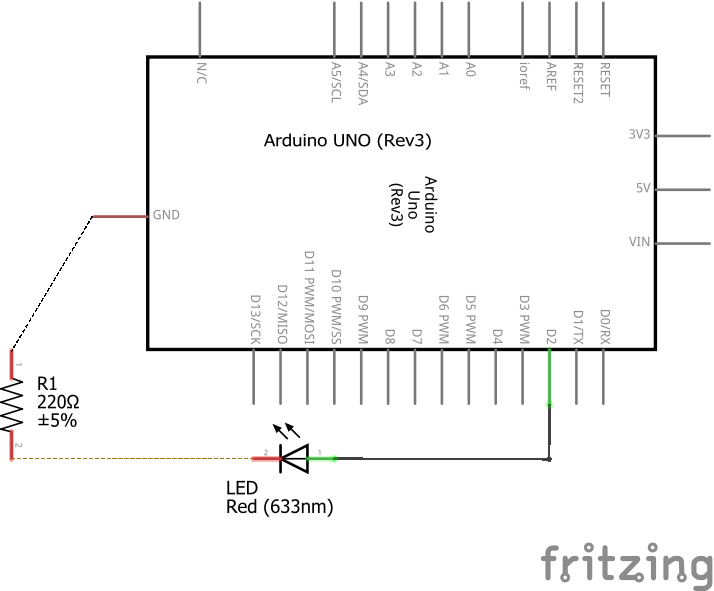 N/C
A5/SCL
A4/SDA
A3
A2
A1
A0
ioref
AREF
RESET2
RESET
Arduino UNO (Rev3)
3V3
Arduino
Uno
(Rev3)
5V
GND
VIN
D13/SCK
D12/MISO
D11 PWM/MOSI
D10 PWM/SS
D9 PWM
D8
D7
D6 PWM
D5 PWM
D4
D3 PWM
D2
D1/TX
D0/RX
1
R1
220Ω
±5%
2
2
1
LED
Red (633nm)
fritzing